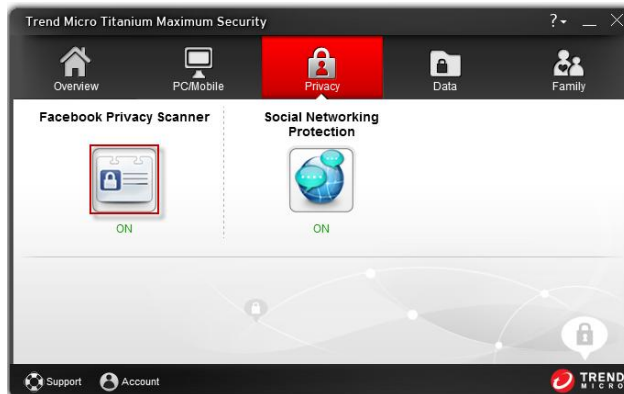 Trend Micro Titanium Maximum Security
?
Overview
PC/Mobile
Privacy
Data
Family
Facebook Privacy Scanner
Social Networking
Protection
ON
ON
Support
Account
TREND
MICRO